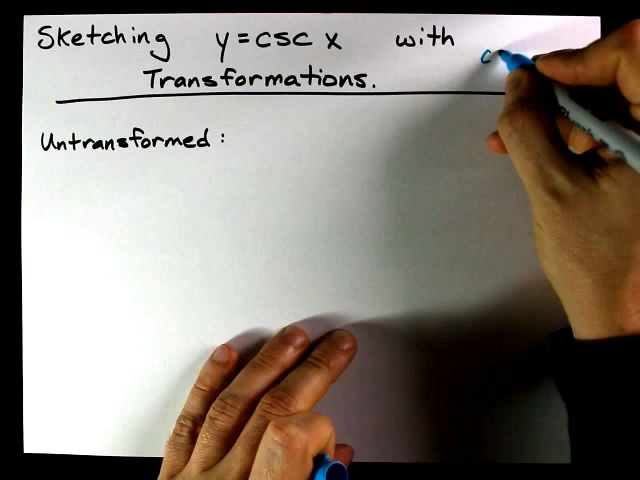 Sketching y = csc x with
Transformations.
Untransformed :